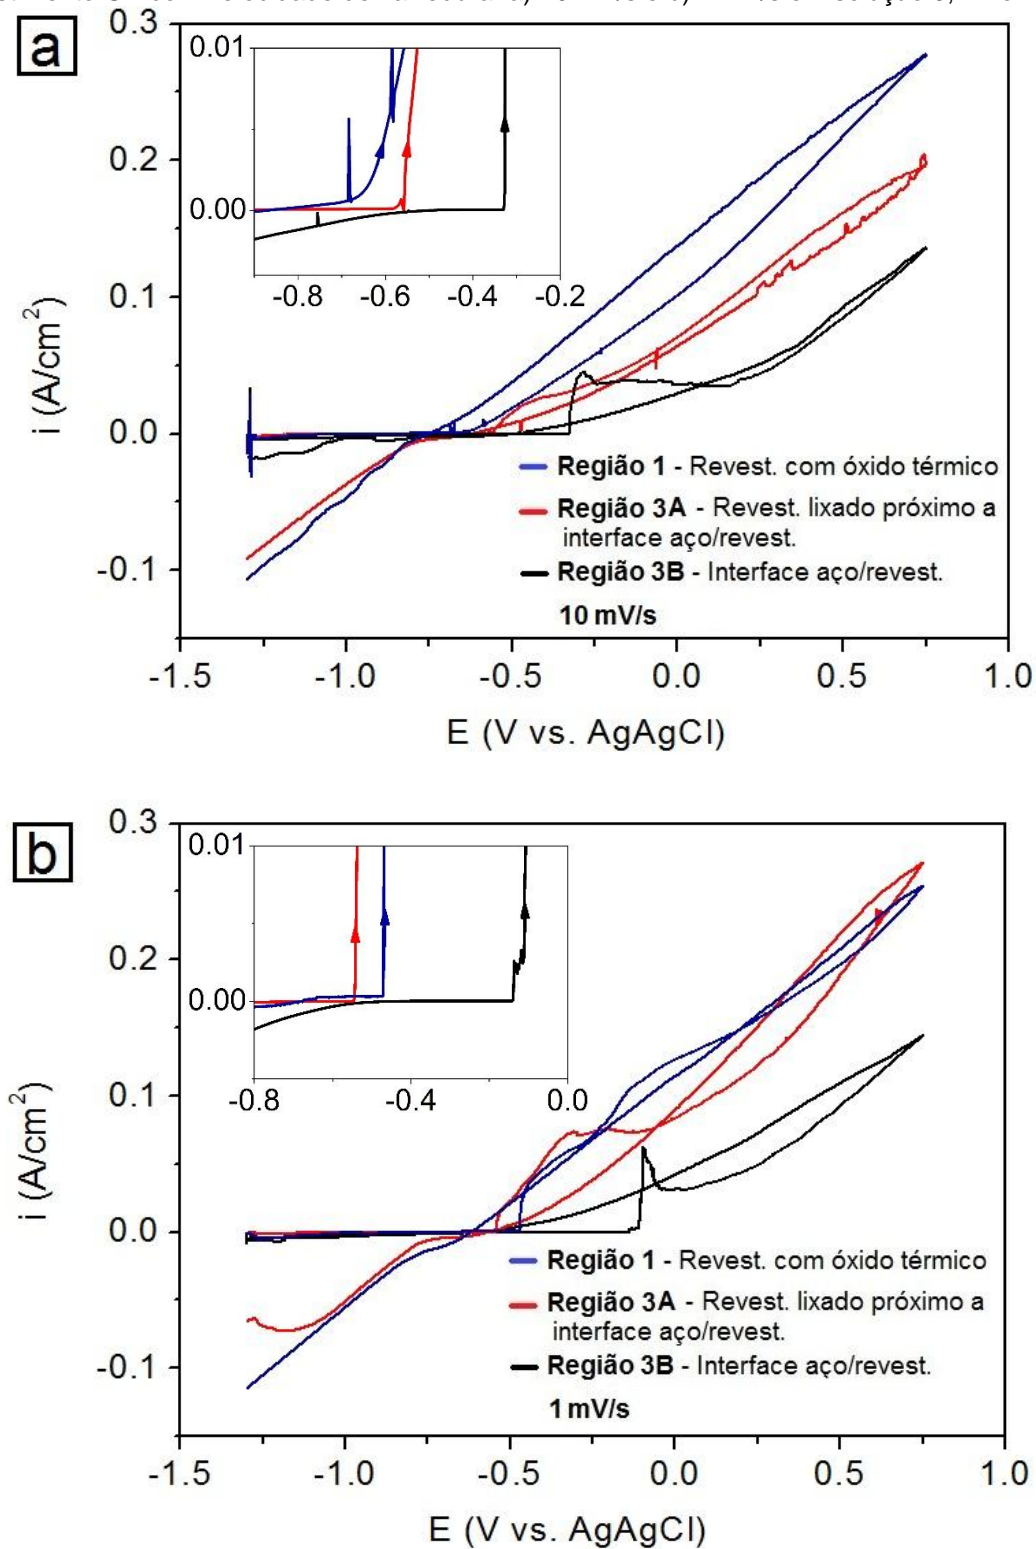 a
0.3
0.2
0.1
0.0
-0.1
i (A/cm²)
0.01
0.00
-0.8 -0.6 -0.4 -0.2
Região 1 - Revest. com óxido térmico
Região 3A - Revest. lixado próximo a
interface aço/revest.
Região 3B - Interface aço/revest.
10 mV/s
-1.5 -1.0 -0.5 0.0 0.5 1.0
E (V vs. AgAgCl)
b
0.3
0.2
0.1
0.0
-0.1
i (A/cm²)
0.01
0.00
-0.8 -0.4 0.0
Região 1 - Revest. com óxido térmico
Região 3A - Revest. lixado próximo a
interface aço/revest.
Região 3B - Interface aço/revest.
1 mV/s
-1.5 -1.0 -0.5 0.0 0.5 1.0
E (V vs. AgAgCl)